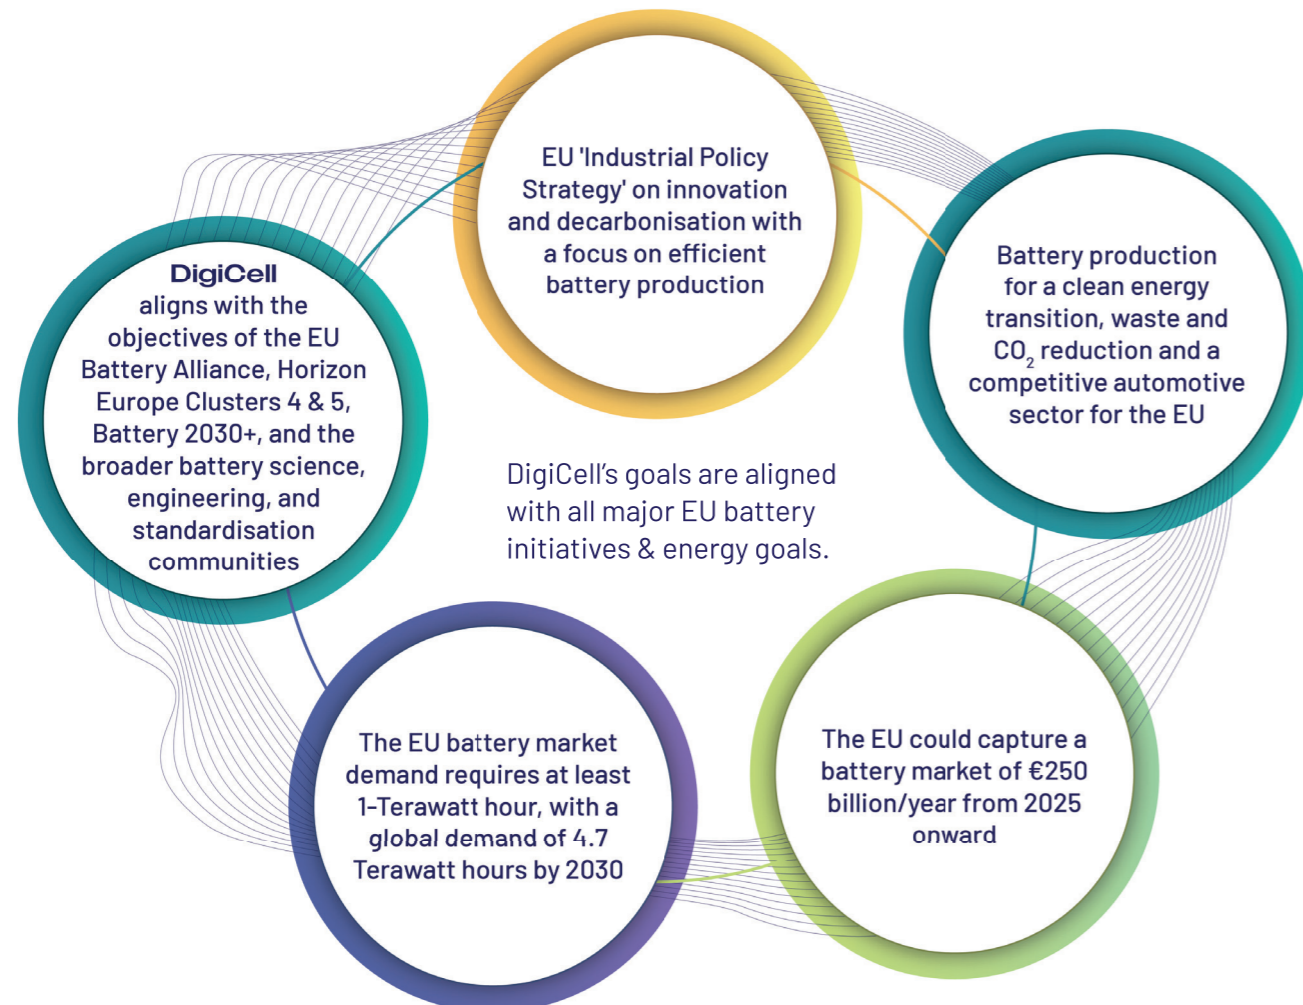 EU 'Industrial Policy
Strategy' on innovation
and decarbonisation with
a focus on efficient
battery production
Battery production
for a clean energy
transition, waste and
CO₂ reduction and a
competitive automotive
sector for the EU
DigiCell
aligns with the
objectives of the EU
Battery Alliance, Horizon
Europe Clusters 4 & 5,
Battery 2030+, and the
broader battery science,
engineering, and
standardisation
communities
DigiCell's goals are aligned
with all major EU battery
initiatives & energy goals.
The EU battery market
demand requires at least
1-Terawatt hour, with a
global demand of 4.7
Terawatt hours by 2030
The EU could capture a
battery market of €250
billion/year from 2025
onward